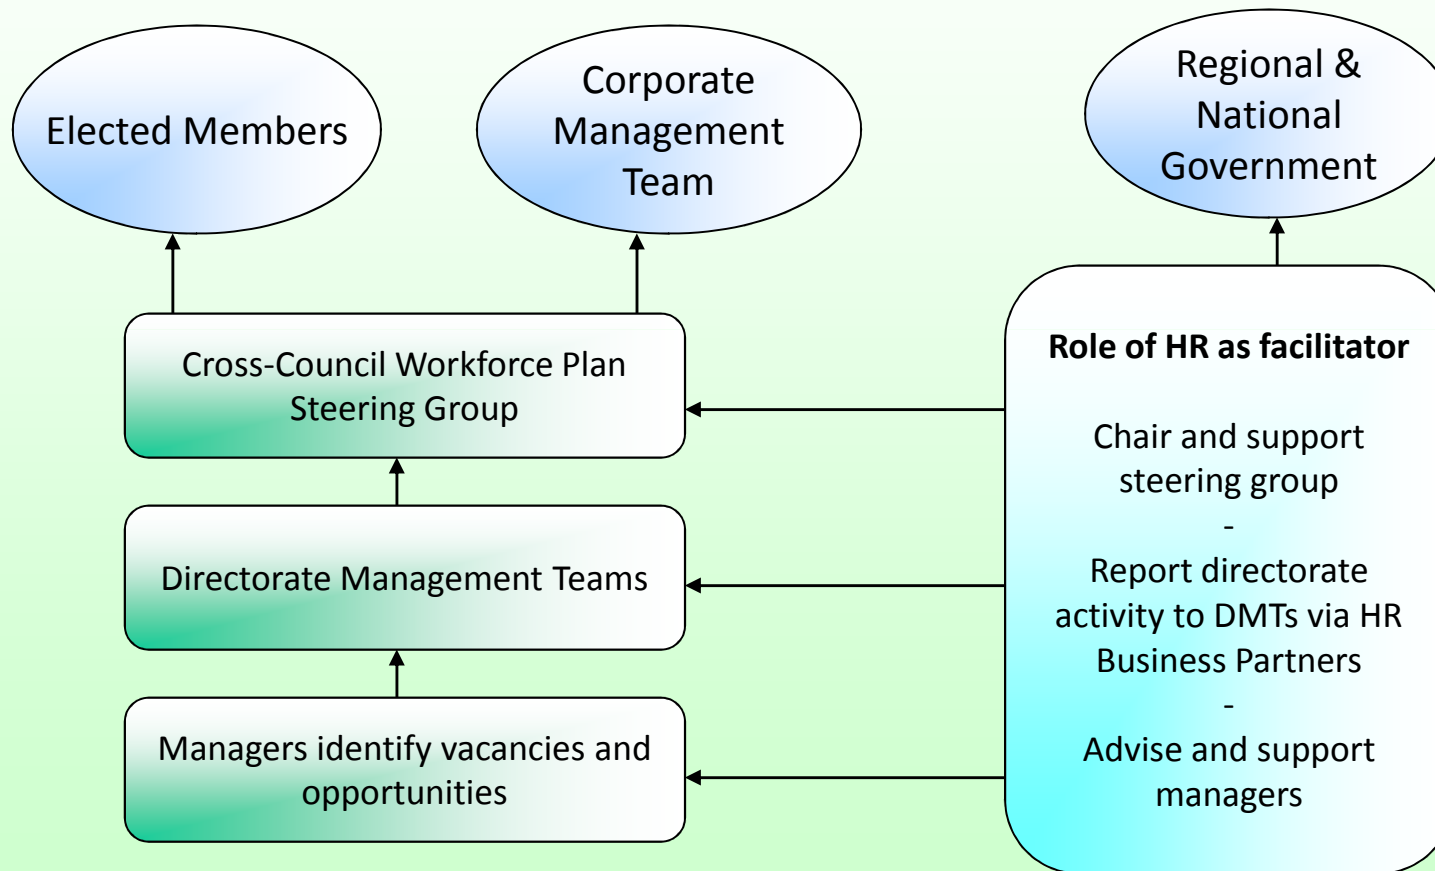 Elected Members
Corporate
Management
Team
Regional &
National
Government
Cross-Council Workforce Plan
Steering Group
Directorate Management Teams
Managers identify vacancies and
opportunities
Role of HR as facilitator
Chair and support
steering group
-
Report directorate
activity to DMTs via HR
Business Partners
-
Advise and support
managers